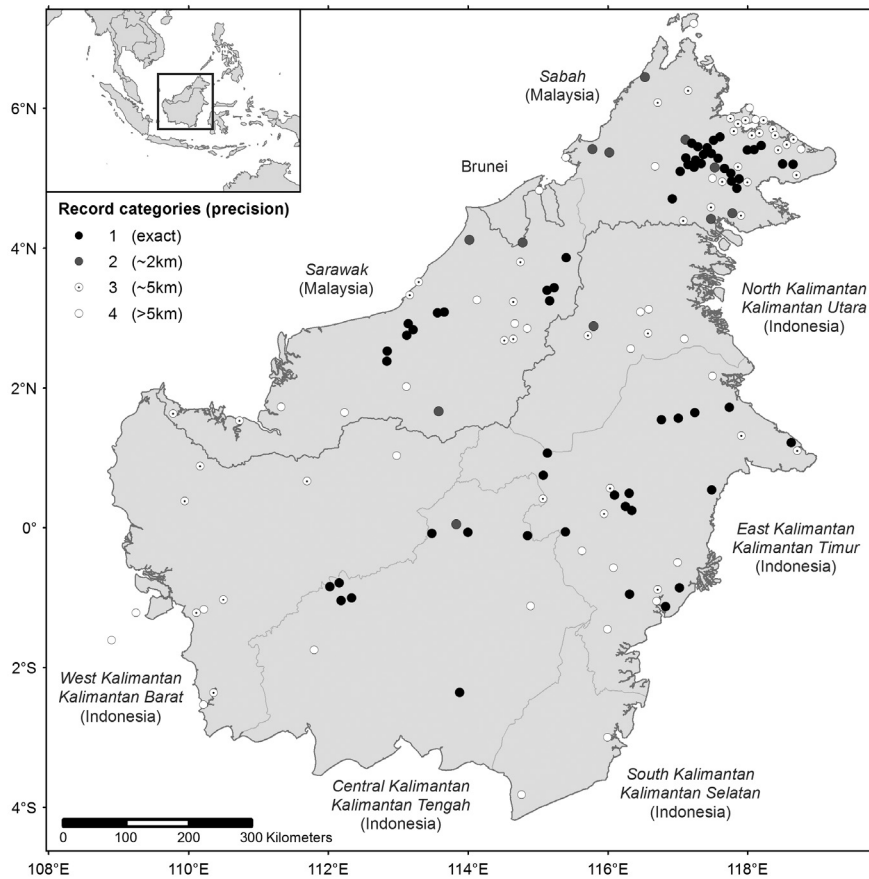 6°N
4°N
2°N
0°
2°S
4°S
Sabah
(Malaysia)
Brunei
Record categories (precision)
1 (exact)
2 (~2km)
3 (~5km)
4 (>5km)
Sarawak
(Malaysia)
North Kalimantan
Kalimantan Utara
(Indonesia)
East Kalimantan
Kalimantan Timur
(Indonesia)
West Kalimantan
Kalimantan Barat
(Indonesia)
Central Kalimantan
Kalimantan Tengah
(Indonesia)
South Kalimantan
Kalimantan Selatan
(Indonesia)
0 100 200 300 Kilometers
108°E 110°E 112°E 114°E 116°E 118°E